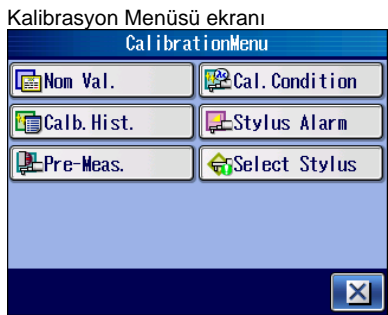 Kalibrasyon Menüsü ekranı
CalibrationMenu
Nom Val.
Cal.Condition
Calb.Hist.
Stylus Alarm
Pre-Meas.
Select Stylus